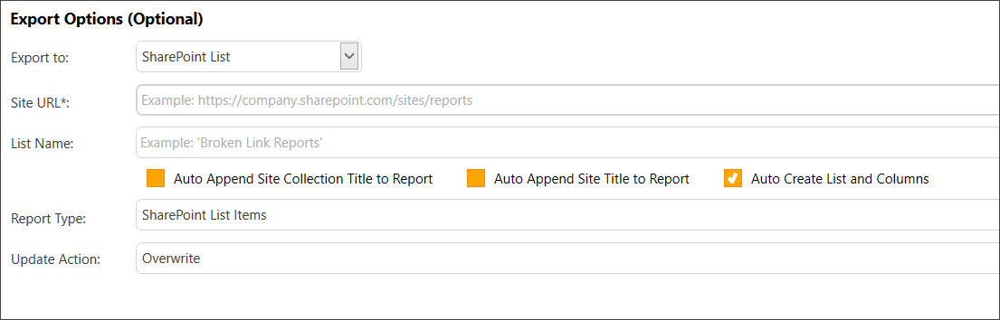 Export Options (Optional)
Export to: SharePoint List
Site URL*: Example: https://company.sharepoint.com/sites/reports
List Name: Example: 'Broken Link Reports'
Auto Append Site Collection Title to Report Auto Append Site Title to Report Auto Create List and Columns
Report Type: SharePoint List Items
Update Action: Overwrite